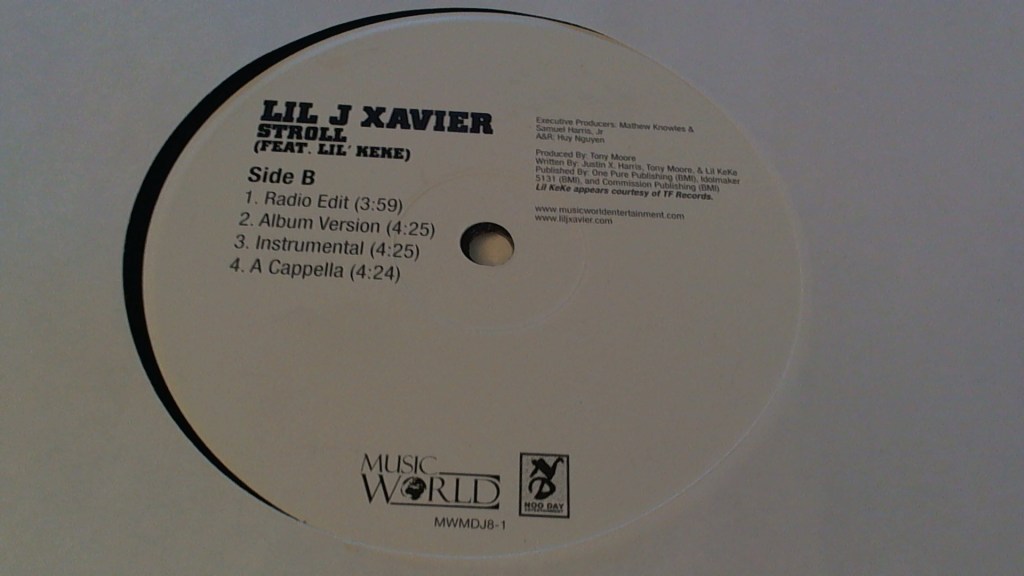 LIL J XAVIER
STROLL
(FEAT. LIL' KEKE)
Side B
1. Radio Edit (3:59)
2. Album Version (4:25)
3. Instrumental (4:25)
4. A Cappella (4:24)
Executive Producers: Mathew Knowles &
Samuel Harris, Jr
A&R: Huy Nguyen
Produced By: Tony Moore
Written By: Justin X. Harris, Tony Moore, & Lil KeKe
Published By: One Pure Publishing (BMI), Idolmaker
5131 (BMI), and Commission Publishing (BMI)
Lil KeKe appears courtesy of TF Records.
www.musicworldentertainment.com
www.liljxavier.com
MUSIC
WORLD
ND
NOO DAY
ENTERTAINMENT
MWMDJ8-1